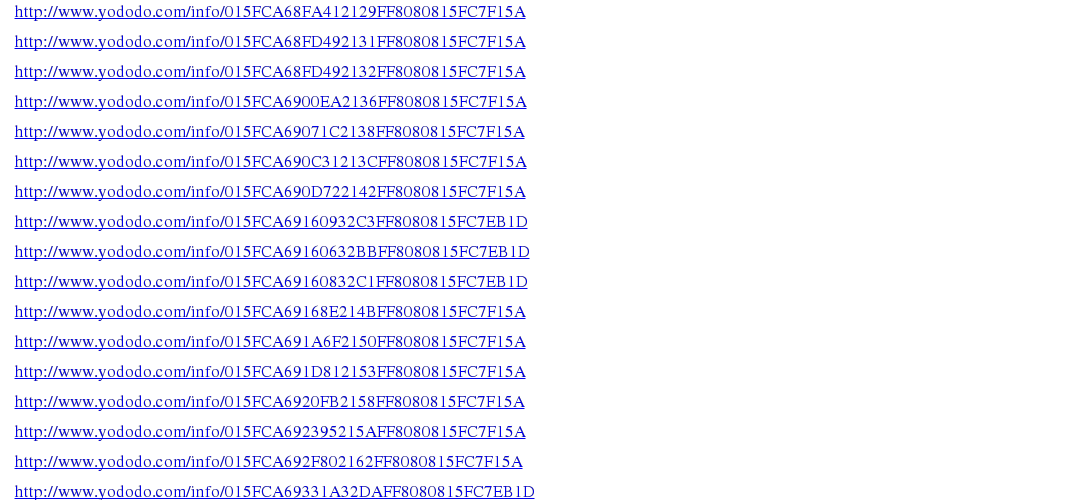 http://www.yododo.com/info/015FCA68FA412129FF8080815FC7F15A
http://www.yododo.com/info/015FCA68FD492131FF8080815FC7F15A
http://www.yododo.com/info/015FCA68FD492132FF8080815FC7F15A
http://www.yododo.com/info/015FCA6900EA2136FF8080815FC7F15A
http://www.yododo.com/info/015FCA69071C2138FF8080815FC7F15A
http://www.yododo.com/info/015FCA690C31213CFF8080815FC7F15A
http://www.yododo.com/info/015FCA690D722142FF8080815FC7F15A
http://www.yododo.com/info/015FCA69160932C3FF8080815FC7EB1D
http://www.yododo.com/info/015FCA69160632BBFF8080815FC7EB1D
http://www.yododo.com/info/015FCA69160832C1FF8080815FC7EB1D
http://www.yododo.com/info/015FCA69168E214BFF8080815FC7F15A
http://www.yododo.com/info/015FCA691A6F2150FF8080815FC7F15A
http://www.yododo.com/info/015FCA691D812153FF8080815FC7F15A
http://www.yododo.com/info/015FCA6920FB2158FF8080815FC7F15A
http://www.yododo.com/info/015FCA692395215AFF8080815FC7F15A
http://www.yododo.com/info/015FCA692F802162FF8080815FC7F15A
http://www.yododo.com/info/015FCA69331A32DAFF8080815FC7EB1D